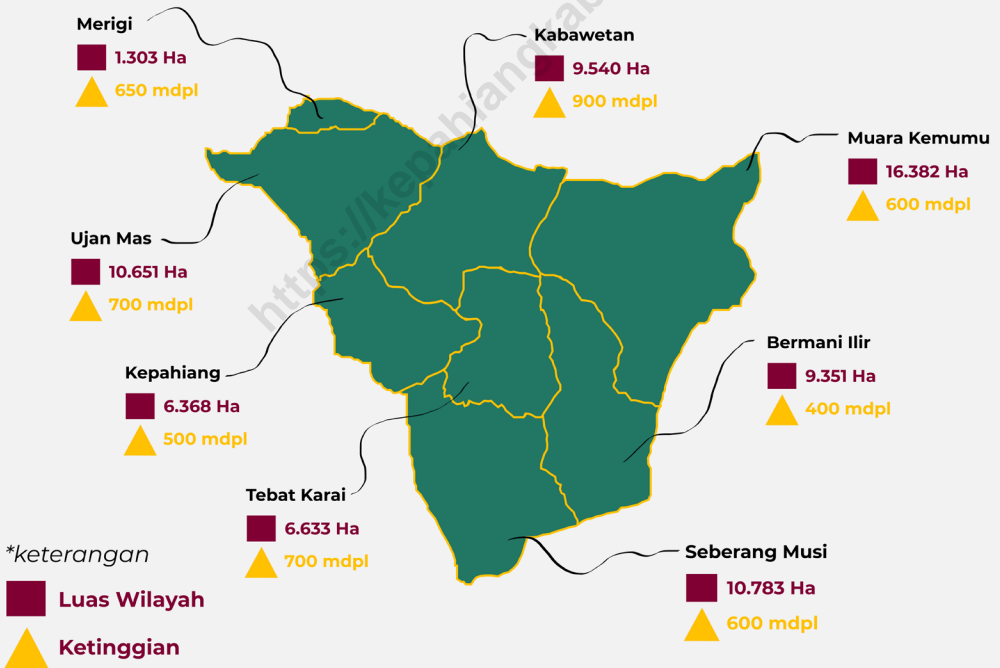 Merigi
1.303 Ha
650 mdpl
Kabawetan
9.540 Ha
900 mdpl
Muara Kemumu
16.382 Ha
600 mdpl
Ujan Mas
10.651 Ha
700 mdpl
Bermani Ilir
9.351 Ha
400 mdpl
Kepahiang
6.368 Ha
500 mdpl
Tebat Karai
6.633 Ha
700 mdpl
Seberang Musi
10.783 Ha
600 mdpl
*keterangan
Luas Wilayah
Ketinggian
https://kepahiangkab